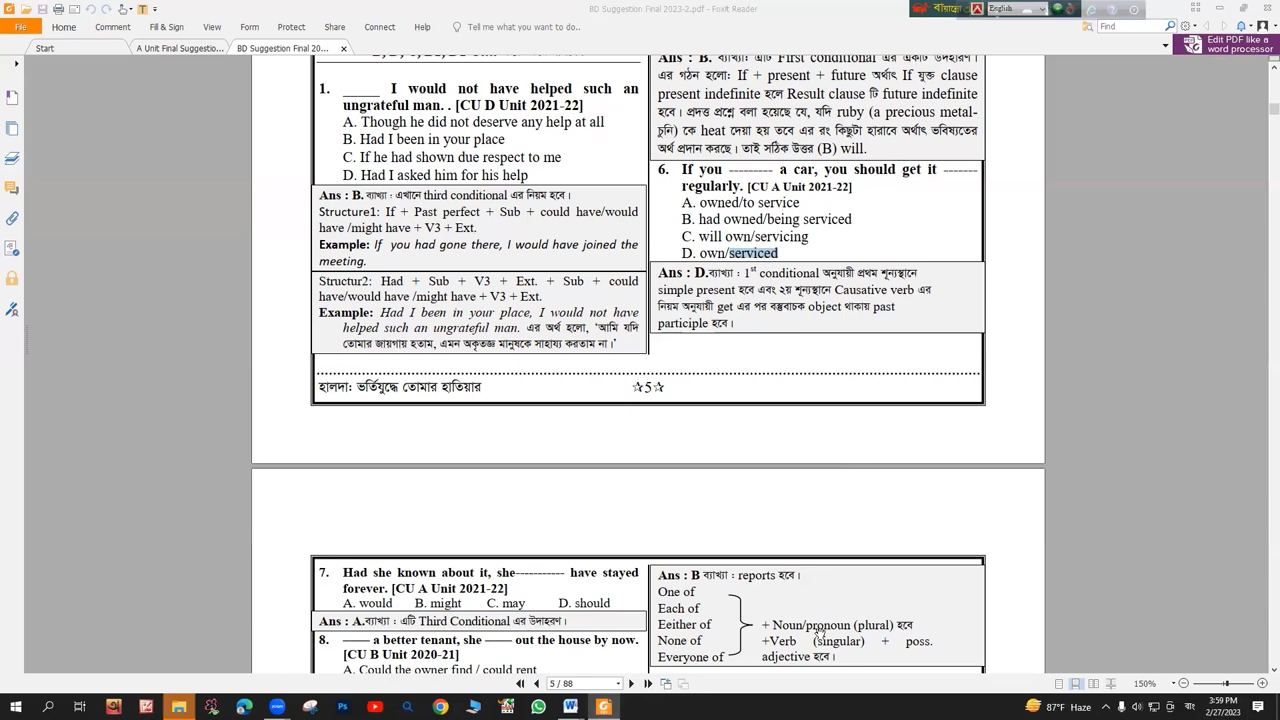 BD Suggestion Final 2023-2.pdf - Foxit Reader
English
File Home Comment Fill & Sign View Form Protect Share Connect Help Tell me what you want to do..
Find
Edit PDF like a
word processor
Start A Unit Final Suggestio... BD Suggestion Final 20...
1. _____ I would not have helped such an
ungrateful man. . [CU D Unit 2021-22]
A. Though he did not deserve any help at all
B. Had I been in your place
C. If he had shown due respect to me
D. Had I asked him for his help
Ans : B. ব্যাখ্যা : এখানে third conditional এর নিয়ম হবে।
Structure1: If + Past perfect + Sub + could have/would
have /might have + V3 + Ext.
Example: If you had gone there, I would have joined the
meeting.
Structur2: Had + Sub + V3 + Ext. + Sub + could
have/would have /might have + V3 + Ext.
Example: Had I been in your place, I would not have
helped such an ungrateful man. এর অর্থ হলো, ‘আমি যদি
তোমার জায়গায় হতাম, এমন অকৃতজ্ঞ মানুষকে সাহায্য করতাম না।’
Ans : B. ব্যাখ্যা: এটি First conditional এর একটি উদাহরণ।
এর গঠন হলো: If + present + future অর্থাৎ If যুক্ত clause
present indefinite হলে Result clause টি future indefinite
হবে। প্রদত্ত প্রশ্নে বলা হয়েছে যে, যদি ruby (a precious metal-
চুনি) কে heat দেয়া হয় তবে এর রং কিছুটা হারাবে অর্থাৎ ভবিষ্যতের
অর্থ প্রদান করছে। তাই সঠিক উত্তর (B) will.
6. If you --------- a car, you should get it -------
regularly. [CU A Unit 2021-22]
A. owned/to service
B. had owned/being serviced
C. will own/servicing
D. own/serviced
Ans : D.ব্যাখ্যা : 1st conditional অনুযায়ী প্রথম শূন্যস্থানে
simple present হবে এবং ২য় শূন্যস্থানে Causative verb এর
নিয়ম অনুযায়ী get এর পর বস্তুবাচক object থাকায় past
participle হবে।
হালদা: ভর্তিযুদ্ধে তোমার হাতিয়ার ☆5☆
7. Had she known about it, she----------- have stayed
forever. [CU A Unit 2021-22]
A. would B. might C. may D. should
Ans : A.ব্যাখ্যা : এটি Third Conditional এর উদাহরণ।
8. —— a better tenant, she —— out the house by now.
[CU B Unit 2020-21]
A. Could the owner find / could rent
Ans : B ব্যাখ্যা : reports হবে।
One of
Each of
Eeither of
None of
Everyone of
+ Noun/pronoun (plural) হবে
+Verb (singular) + poss.
adjective হবে।
5 / 88
150%
87°F Haze
3:59 PM
2/27/2023